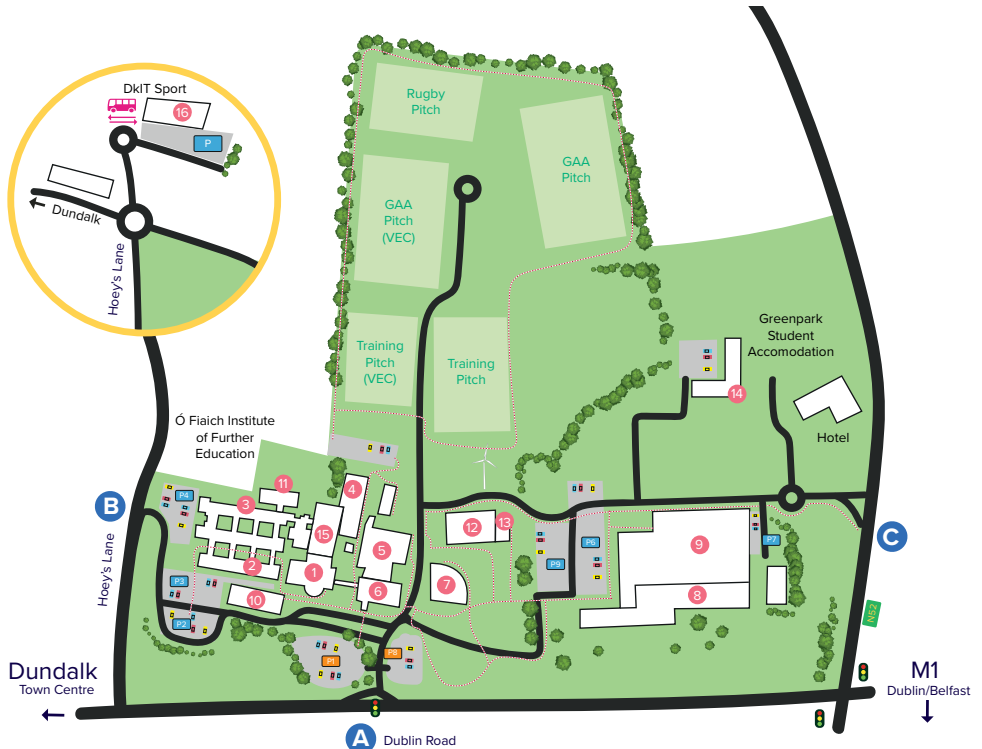 DkIT Sport
16
P
Dundalk
Hoey's Lane
Rugby
Pitch
GAA
Pitch
GAA
Pitch
(VEC)
Training
Pitch
(VEC)
Training
Pitch
Greenpark
Student
Accomodation
14
Hotel
Ó Fiaich Institute
of Further
Education
11
4
P4
3
B
15
12
13
P6
9
P7
C
5
P9
2
1
Hoey's Lane
P3
7
6
10
8
P2
N52
P1
P8
Dundalk
Town Centre
M1
Dublin/Belfast
A
Dublin Road